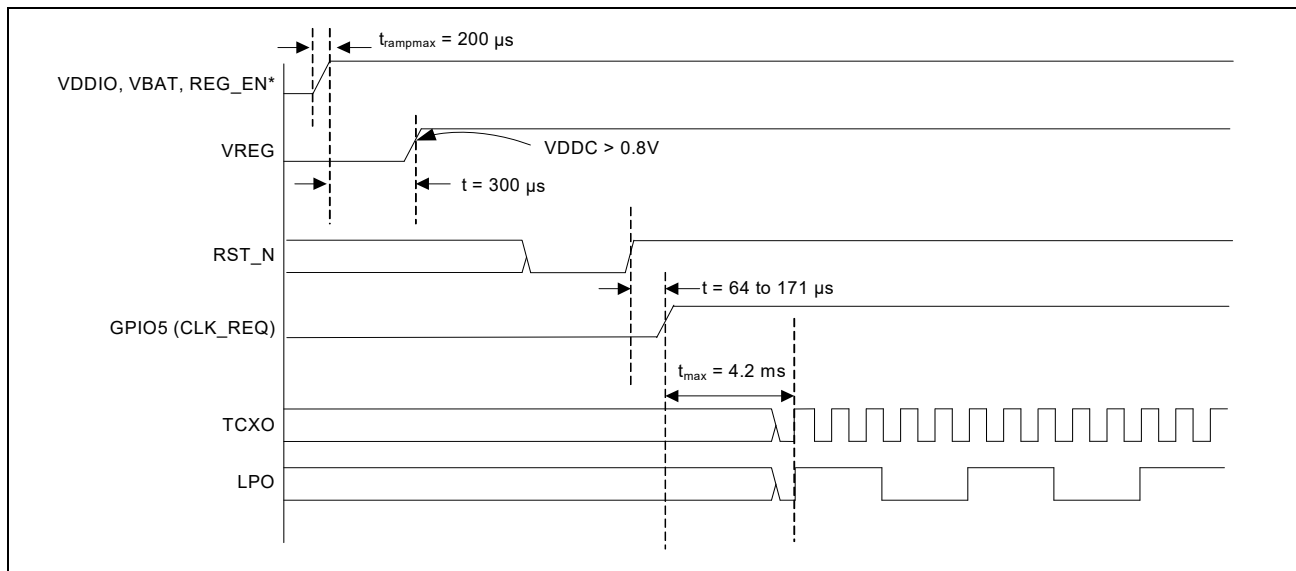 t_rampmax = 200 µs
VDDIO, VBAT, REG_EN*
VREG
VDDC > 0.8V
t = 300 µs
RST_N
t = 64 to 171 µs
GPIO5 (CLK_REQ)
t_max = 4.2 ms
TCXO
LPO